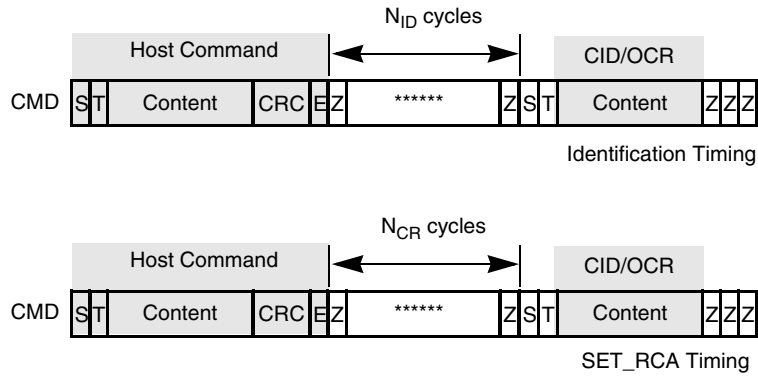 N_ID cycles
Host Command CID/OCR
CMD S T Content CRC E Z ****** Z S T Content Z Z Z
Identification Timing
N_CR cycles
Host Command CID/OCR
CMD S T Content CRC E Z ****** Z S T Content Z Z Z
SET_RCA Timing